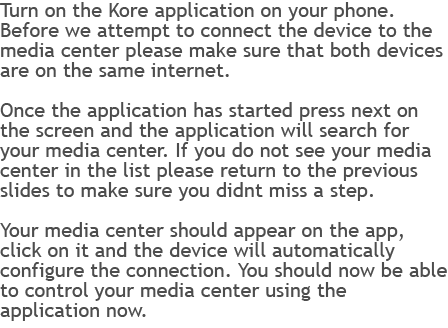 Turn on the Kore application on your phone.
Before we attempt to connect the device to the
media center please make sure that both devices
are on the same internet.
Once the application has started press next on
the screen and the application will search for
your media center. If you do not see your media
center in the list please return to the previous
slides to make sure you didnt miss a step.
Your media center should appear on the app,
click on it and the device will automatically
configure the connection. You should now be able
to control your media center using the
application now.